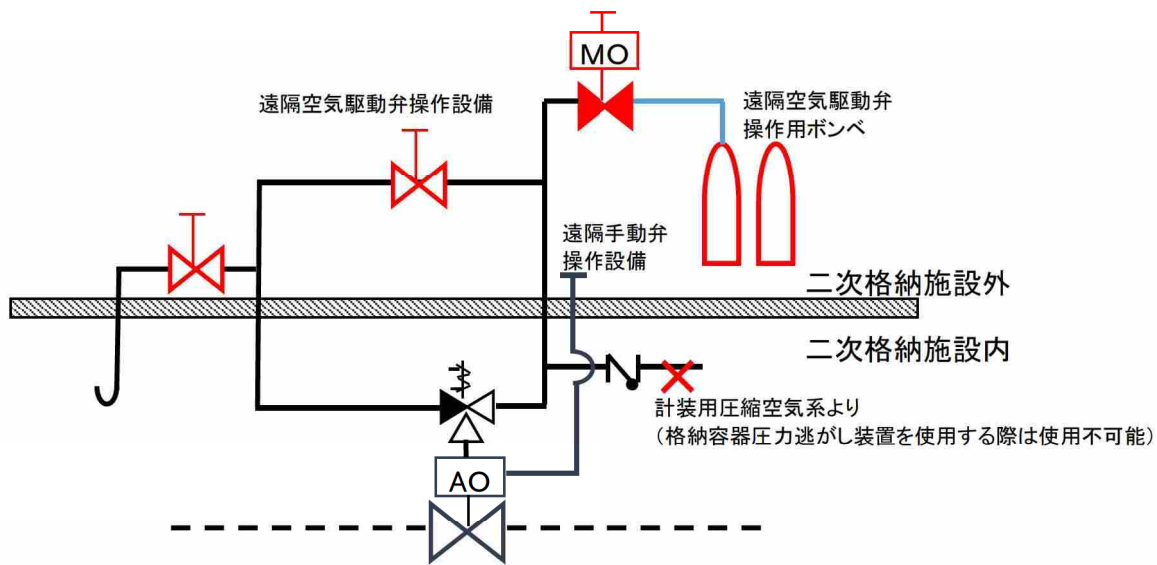 MO
遠隔空気駆動弁操作設備
遠隔空気駆動弁
操作用ボンベ
遠隔手動弁
操作設備
二次格納施設外
二次格納施設内
計装用圧縮空気系より
（格納容器圧力逃がし装置を使用する際は使用不可能）
AO